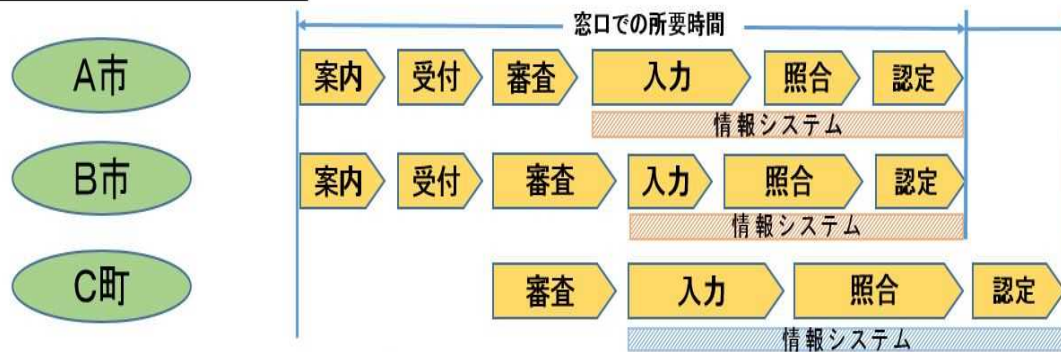 窓口での所要時間
A市
案内 受付 審査 入力 照合 認定
情報システム
B市
案内 受付 審査 入力 照合 認定
情報システム
C町
審査 入力 照合 認定
情報システム